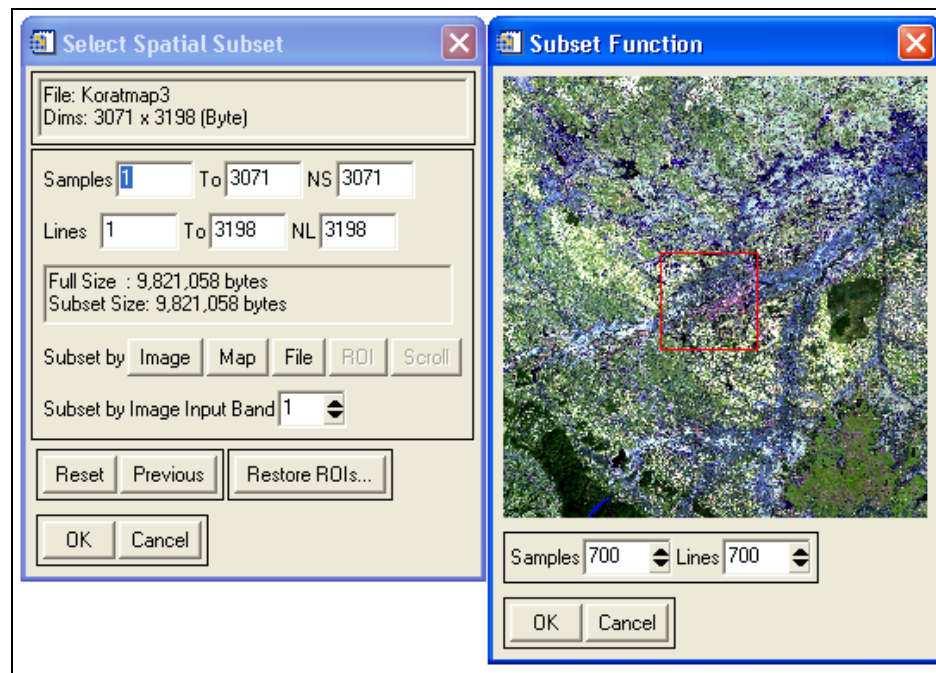 Select Spatial Subset
File: Koratmap3
Dims: 3071 x 3198 (Byte)
Samples 1 To 3071 NS 3071
Lines 1 To 3198 NL 3198
Full Size : 9,821,058 bytes
Subset Size: 9,821,058 bytes
Subset by Image Map File ROI Scroll
Subset by Image Input Band 1
Reset Previous Restore ROIs...
OK Cancel
Subset Function
Samples 700 Lines 700
OK Cancel